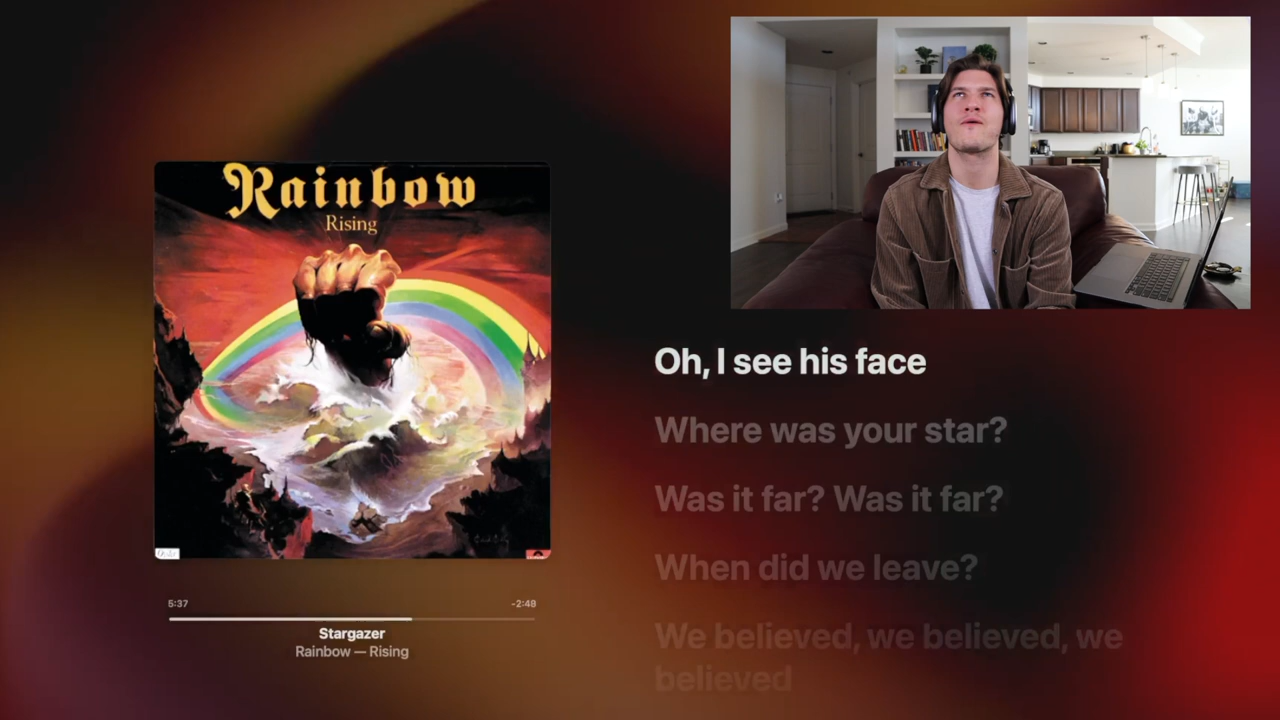 Rainbow
Rising
Oh, I see his face
Where was your star?
Was it far? Was it far?
When did we leave?
We believed, we believed, we
believed
5:37
-2:48
Stargazer
Rainbow — Rising